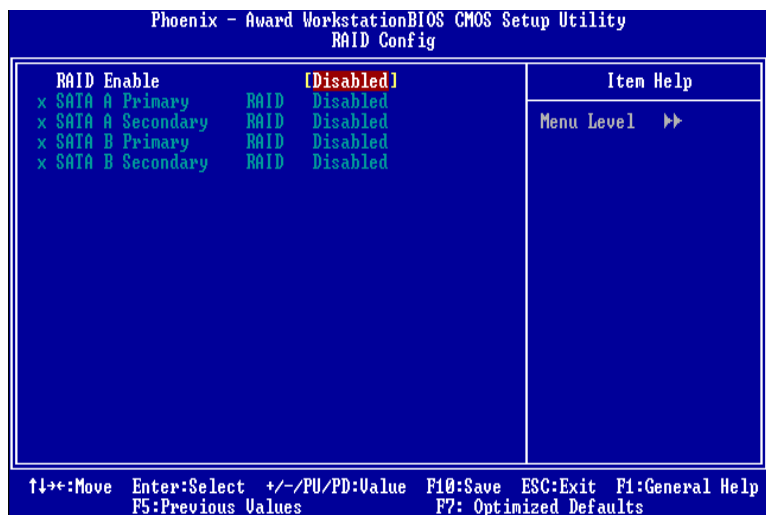 Phoenix - Award WorkstationBIOS CMOS Setup Utility
RAID Config
RAID Enable [Disabled]
x SATA A Primary RAID Disabled
x SATA A Secondary RAID Disabled
x SATA B Primary RAID Disabled
x SATA B Secondary RAID Disabled
Item Help
Menu Level ▶▶
↑↓→←:Move Enter:Select +/-/PU/PD:Value F10:Save ESC:Exit F1:General Help
F5:Previous Values F7: Optimized Defaults